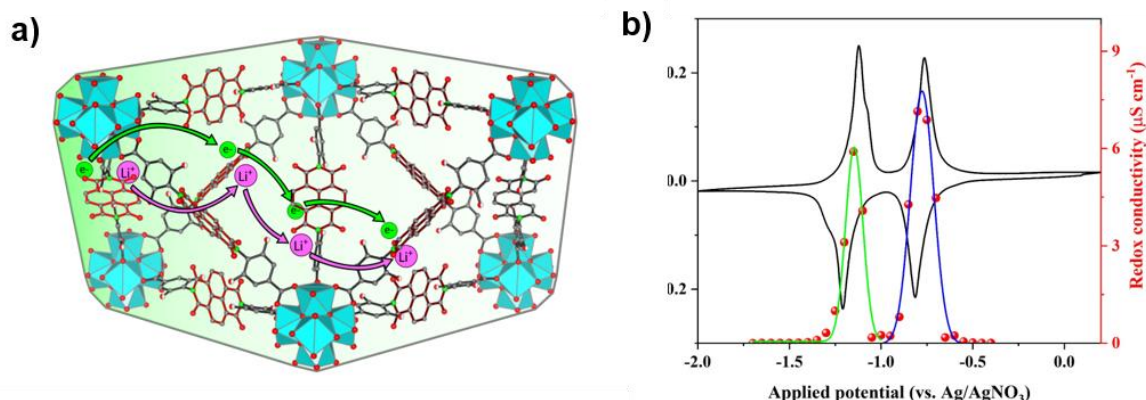 a)
e-
Li⁺
e-
Li⁺
e-
Li⁺
e-
Li⁺
b)
0.2
0.0
0.2
-2.0
-1.5
-1.0
-0.5
0.0
Applied potential (vs. Ag/AgNO₃)
9
6
3
0
Redox conductivity (μS cm⁻¹)